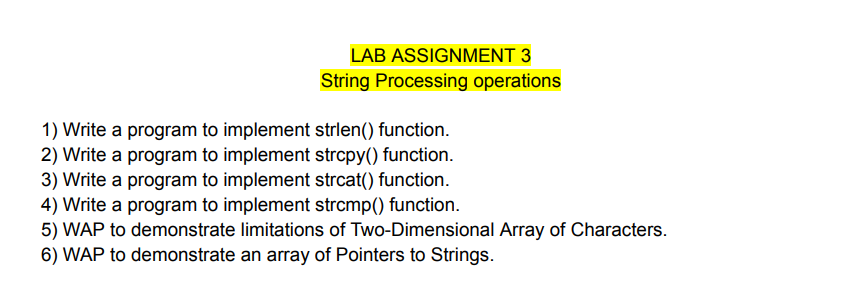 LAB ASSIGNMENT 3
String Processing operations
1) Write a program to implement strlen() function.
2) Write a program to implement strcpy() function.
3) Write a program to implement strcat() function.
4) Write a program to implement strcmp() function.
5) WAP to demonstrate limitations of Two-Dimensional Array of Characters.
6) WAP to demonstrate an array of Pointers to Strings.